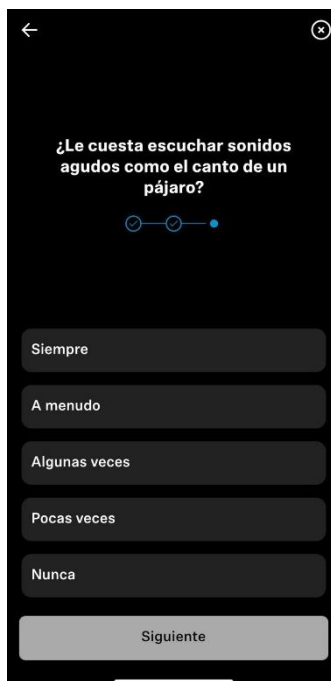 ¿Le cuesta escuchar sonidos
agudos como el canto de un
pájaro?
Siempre
A menudo
Algunas veces
Pocas veces
Nunca
Siguiente